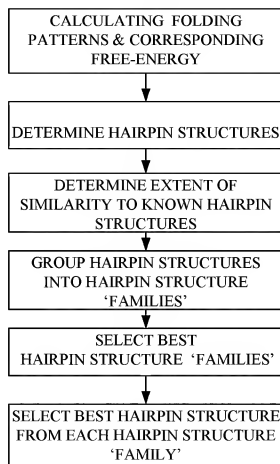 CALCULATING FOLDING
PATTERNS & CORRESPONDING
FREE-ENERGY
DETERMINE HAIRPIN STRUCTURES
DETERMINE EXTENT OF
SIMILARITY TO KNOWN HAIRPIN
STRUCTURES
GROUP HAIRPIN STRUCTURES
INTO HAIRPIN STRUCTURE
‘FAMILIES’
SELECT BEST
HAIRPIN STRUCTURE ‘FAMILIES’
SELECT BEST HAIRPIN STRUCTURE
FROM EACH HAIRPIN STRUCTURE
‘FAMILY’